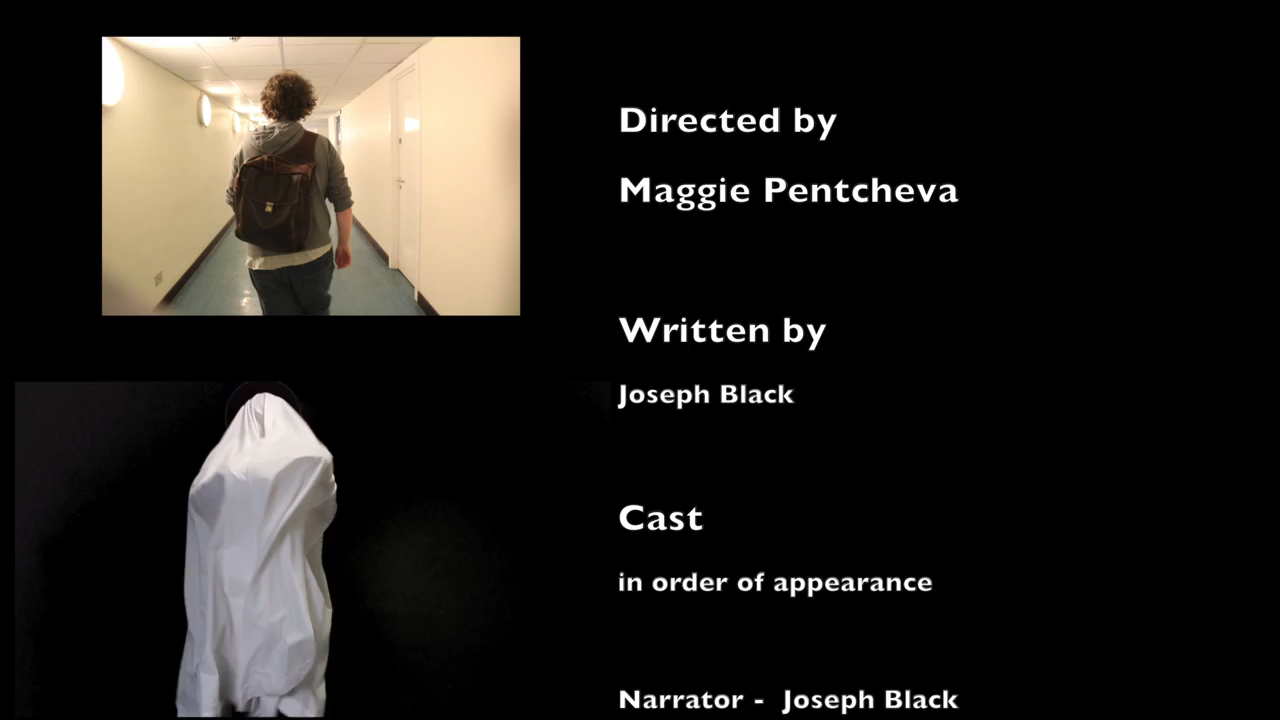 Directed by
Maggie Pentcheva
Written by
Joseph Black
Cast
in order of appearance
Narrator - Joseph Black